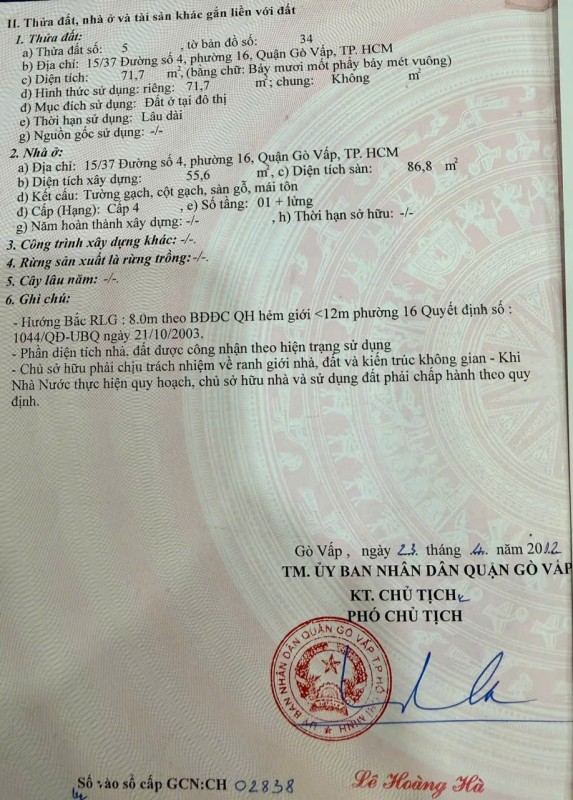 II. Thửa đất, nhà ở và tài sản khác gắn liền với đất
1. Thửa đất:
a) Thửa đất số: 5 , tờ bản đồ số: 34
b) Địa chỉ: 15/37 Đường số 4, phường 16, Quận Gò Vấp, TP. HCM
c) Diện tích: 71,7 m², (bằng chữ: Bảy mươi mốt phẩy bảy mét vuông)
d) Hình thức sử dụng: riêng: 71,7 m²; chung: Không m²
đ) Mục đích sử dụng: Đất ở tại đô thị
e) Thời hạn sử dụng: Lâu dài
g) Nguồn gốc sử dụng: -/-
2. Nhà ở:
a) Địa chỉ: 15/37 Đường số 4, phường 16, Quận Gò Vấp, TP. HCM
b) Diện tích xây dựng: 55,6 m², c) Diện tích sàn: 86,8 m²
d) Kết cấu: Tường gạch, cột gạch, sàn gỗ, mái tôn
đ) Cấp (Hạng): Cấp 4 , e) Số tầng: 01 + lửng
g) Năm hoàn thành xây dựng: -/- , h) Thời hạn sở hữu: -/-
3. Công trình xây dựng khác: -/-.
4. Rừng sản xuất là rừng trồng:-/-.
5. Cây lâu năm: -/-.
6. Ghi chú:
- Hướng Bắc RLG : 8.0m theo BĐĐC QH hẻm giới <12m phường 16 Quyết định số :
1044/QĐ-UBQ ngày 21/10/2003.
- Phần diện tích nhà, đất được công nhận theo hiện trạng sử dụng
- Chủ sở hữu phải chịu trách nhiệm về ranh giới nhà, đất và kiến trúc không gian - Khi
Nhà Nước thực hiện quy hoạch, chủ sở hữu nhà và sử dụng đất phải chấp hành theo quy
định.
Gò Vấp , ngày 23 tháng 4 năm 2012
TM. ỦY BAN NHÂN DÂN QUẬN GÒ VẤP
KT. CHỦ TỊCH
PHÓ CHỦ TỊCH
ỦY BAN NHÂN DÂN QUẬN GÒ VẤP T.P HỒ CHÍ MINH
Số vào sổ cấp GCN:CH 02838
Lê Hoàng Hà